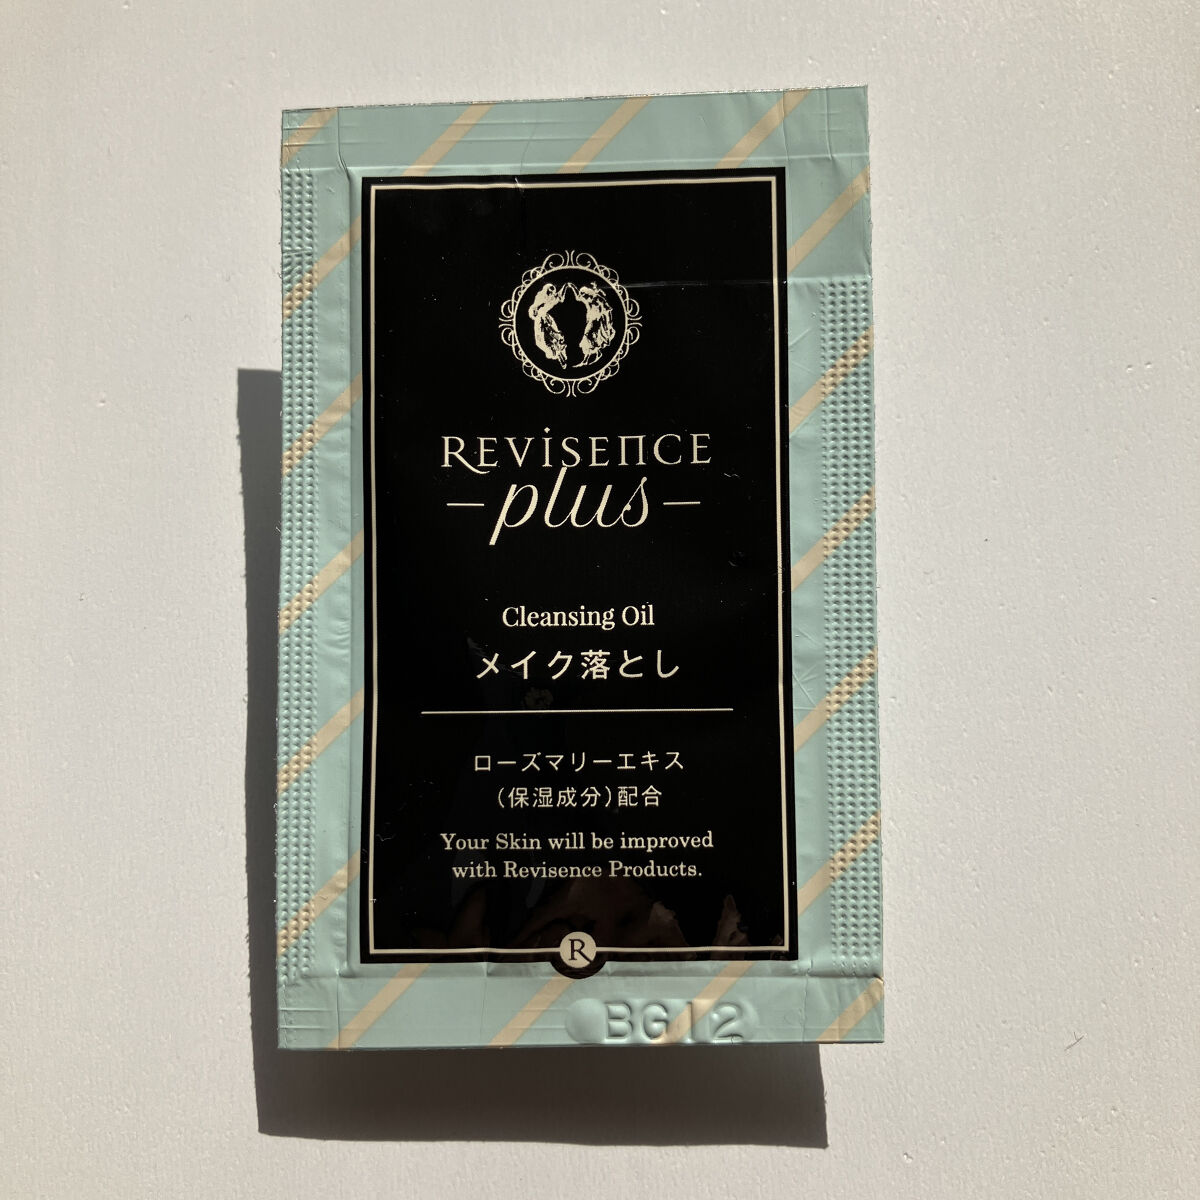 REVISENCE
plus
Cleansing Oil
メイク落とし
ローズマリーエキス
(保湿成分)配合
Your Skin will be improved
with Revisence Products.
R
BG12